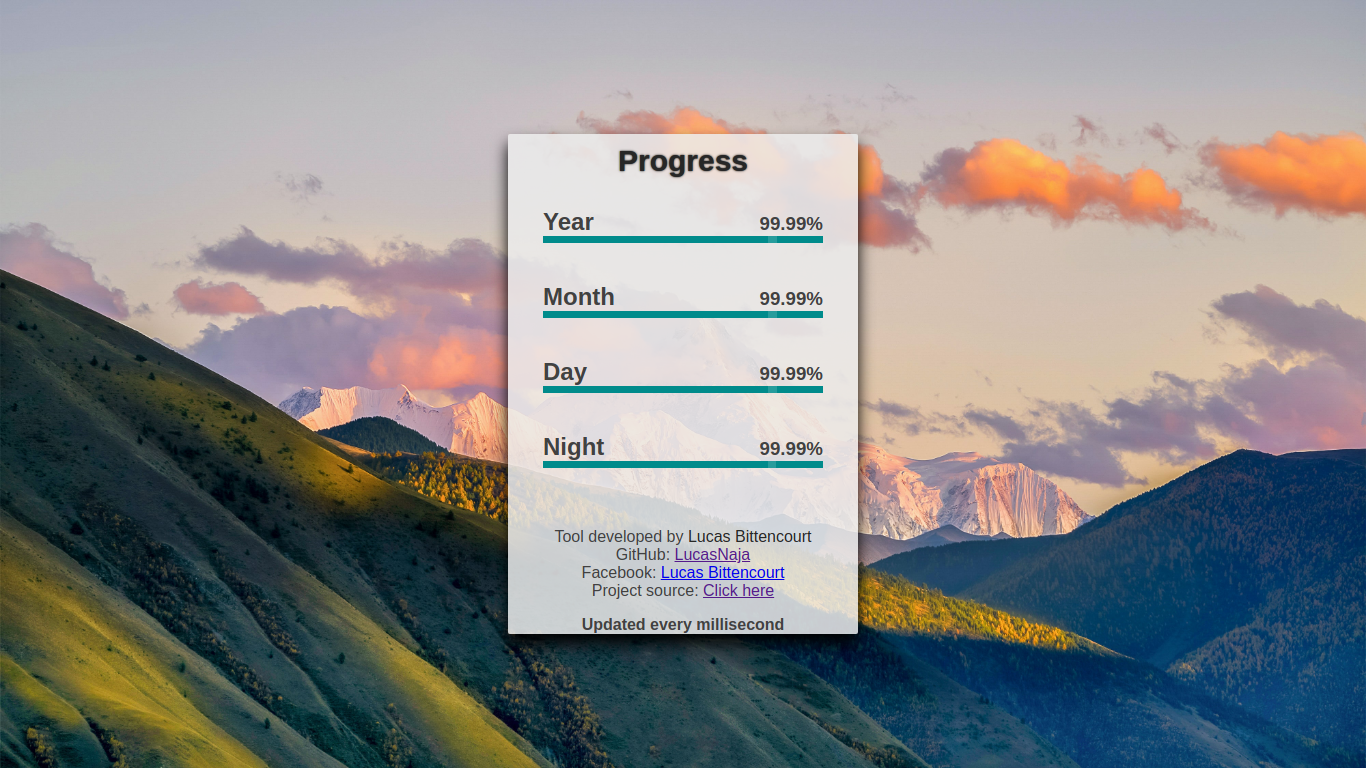 Progress
Year 99.99%
Month 99.99%
Day 99.99%
Night 99.99%
Tool developed by Lucas Bittencourt
GitHub: LucasNaja
Facebook: Lucas Bittencourt
Project source: Click here
Updated every millisecond